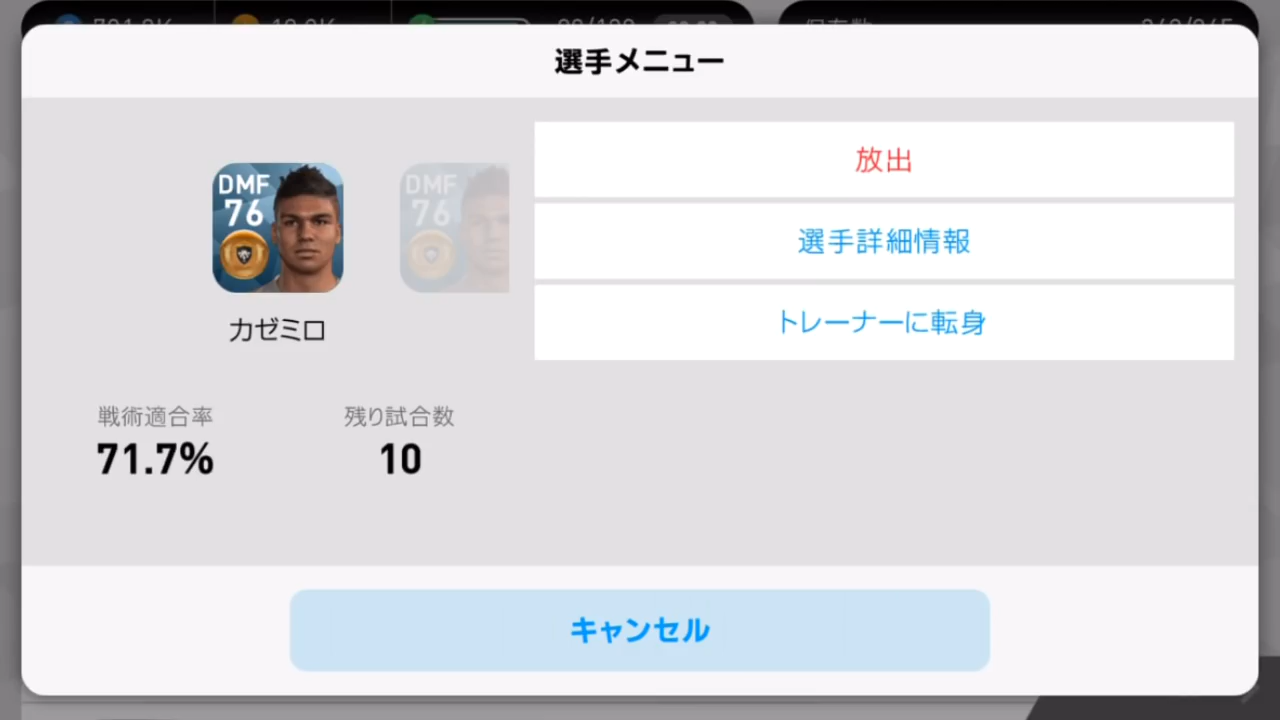 選手メニュー
DMF
76
DMF
76
カゼミロ
放出
選手詳細情報
トレーナーに転身
戦術適合率
71.7%
残り試合数
10
キャンセル